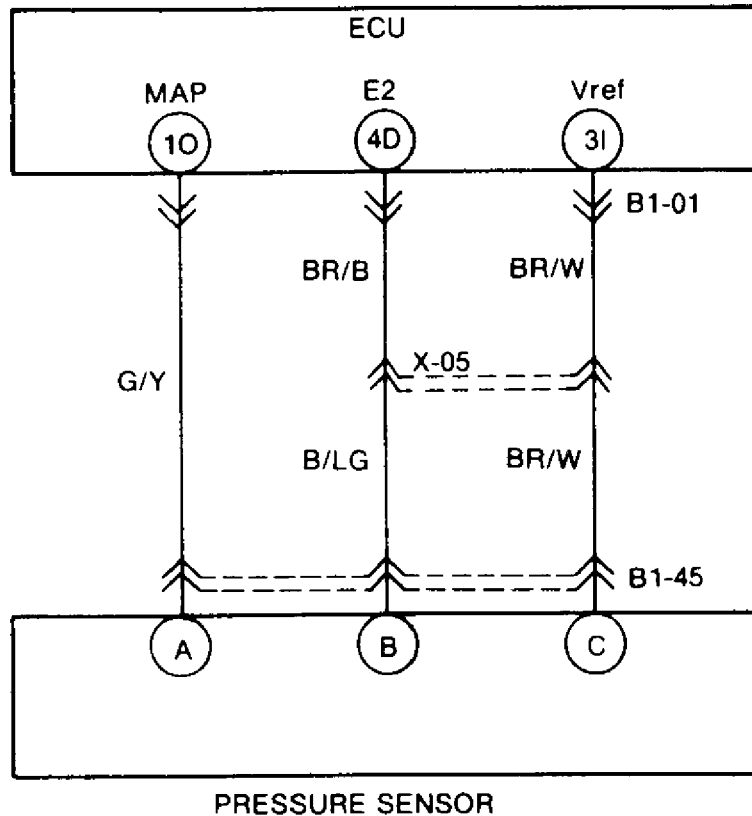 ECU
MAP E2 Vref
1O 4D 3I
B1-01
BR/B BR/W
X-05
G/Y
B/LG BR/W
B1-45
A B C
PRESSURE SENSOR